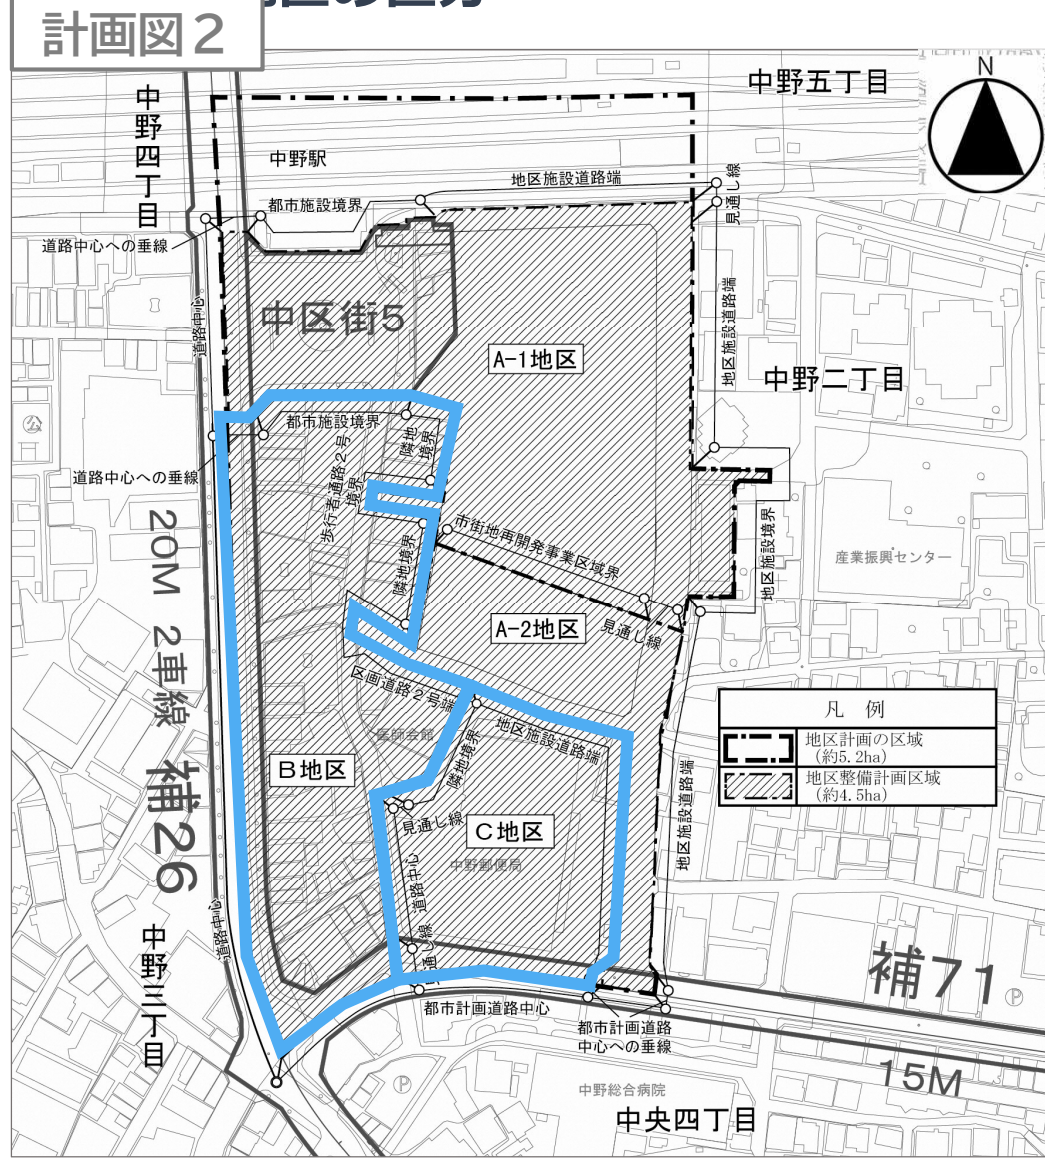 計画図2
中野五丁目
N
中野四丁目
中野駅
地区施設道路端
見通し線
都市施設境界
道路中心への垂線
道路中心
中区街5
A-1地区
地区施設道路端
中野二丁目
都市施設境界
隣地境界
歩行者通路2号境界
道路中心への垂線
公
20M 2車線
補26
隣地境界
市街地再開発事業区域界
地区施設境界
産業振興センター
A-2地区
見通し線
区画道路2号端
地区施設道路端
医師会館
隣地境界
B地区
凡 例
地区計画の区域
(約5.2ha)
地区整備計画区域
(約4.5ha)
見通し線
C地区
中野郵便局
地区施設道路端
道路中心
道路中心
見通し線
中野三丁目
補71
P
都市計画道路中心
都市計画道路
中心への垂線
15M
P
中野総合病院
中央四丁目